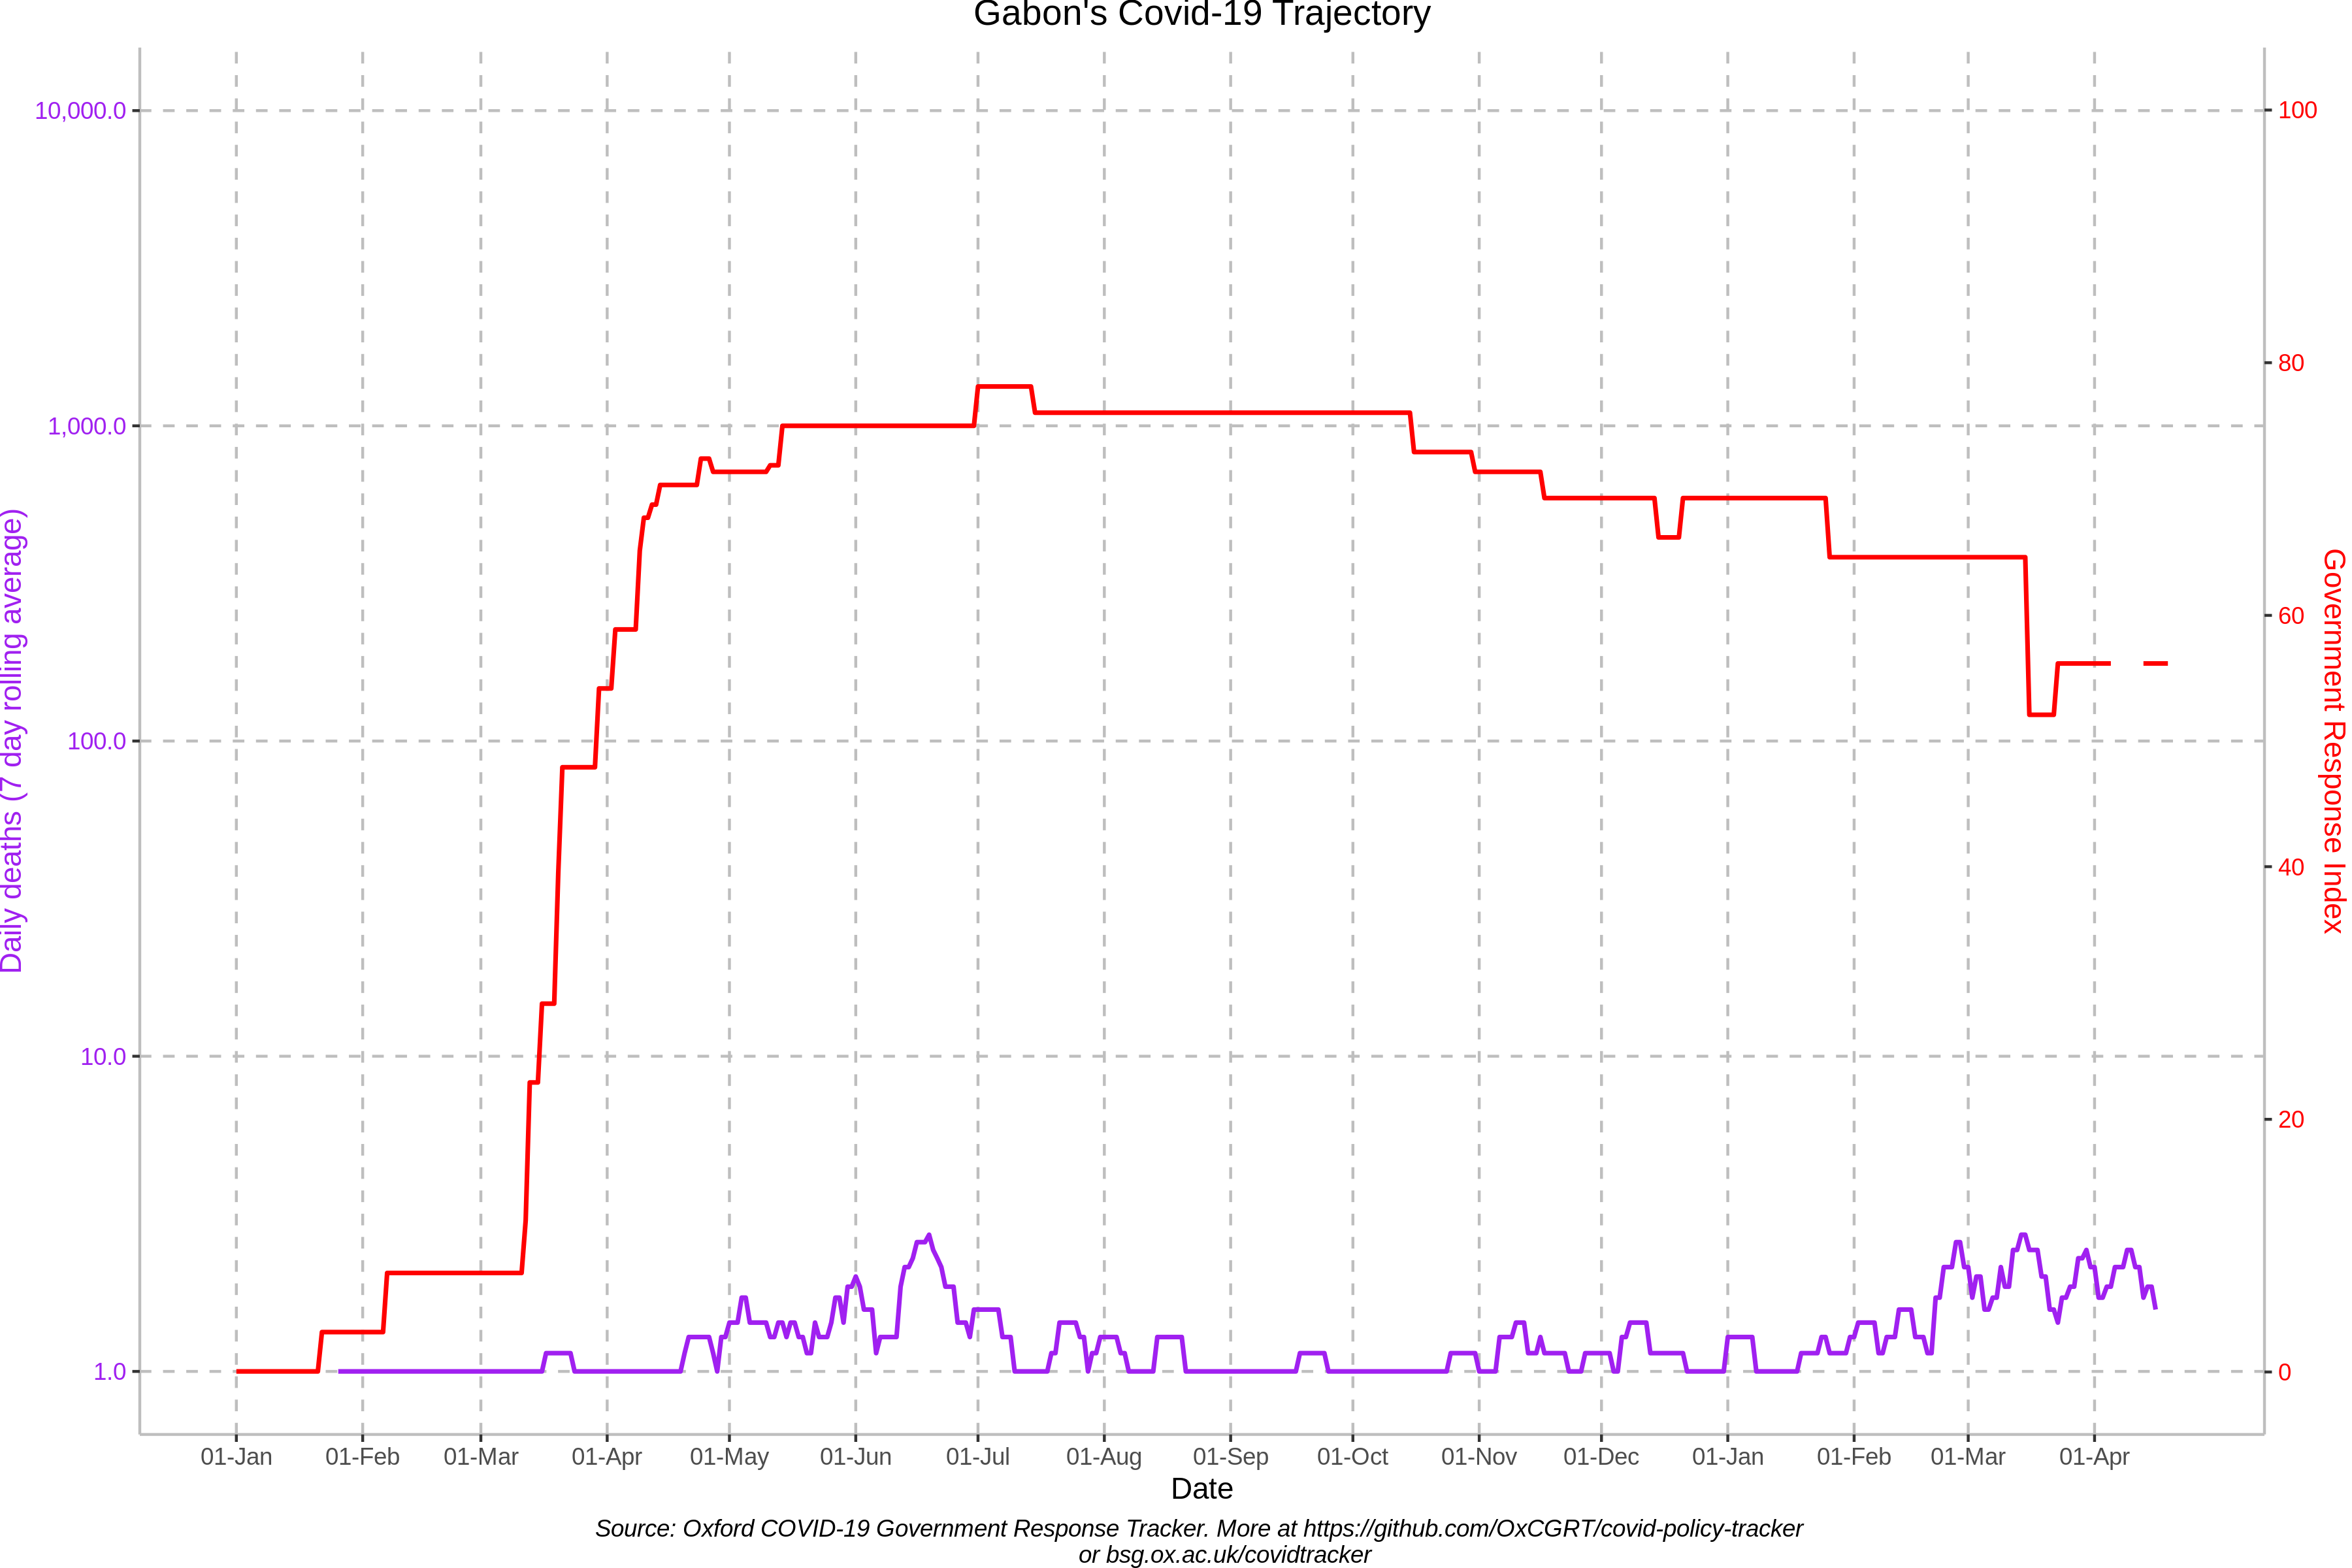 Gabon's Covid-19 Trajectory
Daily deaths (7 day rolling average)
10,000.0
1,000.0
100.0
10.0
1.0
100
80
60
40
20
0
Government Response Index
01-Jan 01-Feb 01-Mar 01-Apr 01-May 01-Jun 01-Jul 01-Aug 01-Sep 01-Oct 01-Nov 01-Dec 01-Jan 01-Feb 01-Mar 01-Apr
Date
Source: Oxford COVID-19 Government Response Tracker. More at https://github.com/OxCGRT/covid-policy-tracker
or bsg.ox.ac.uk/covidtracker